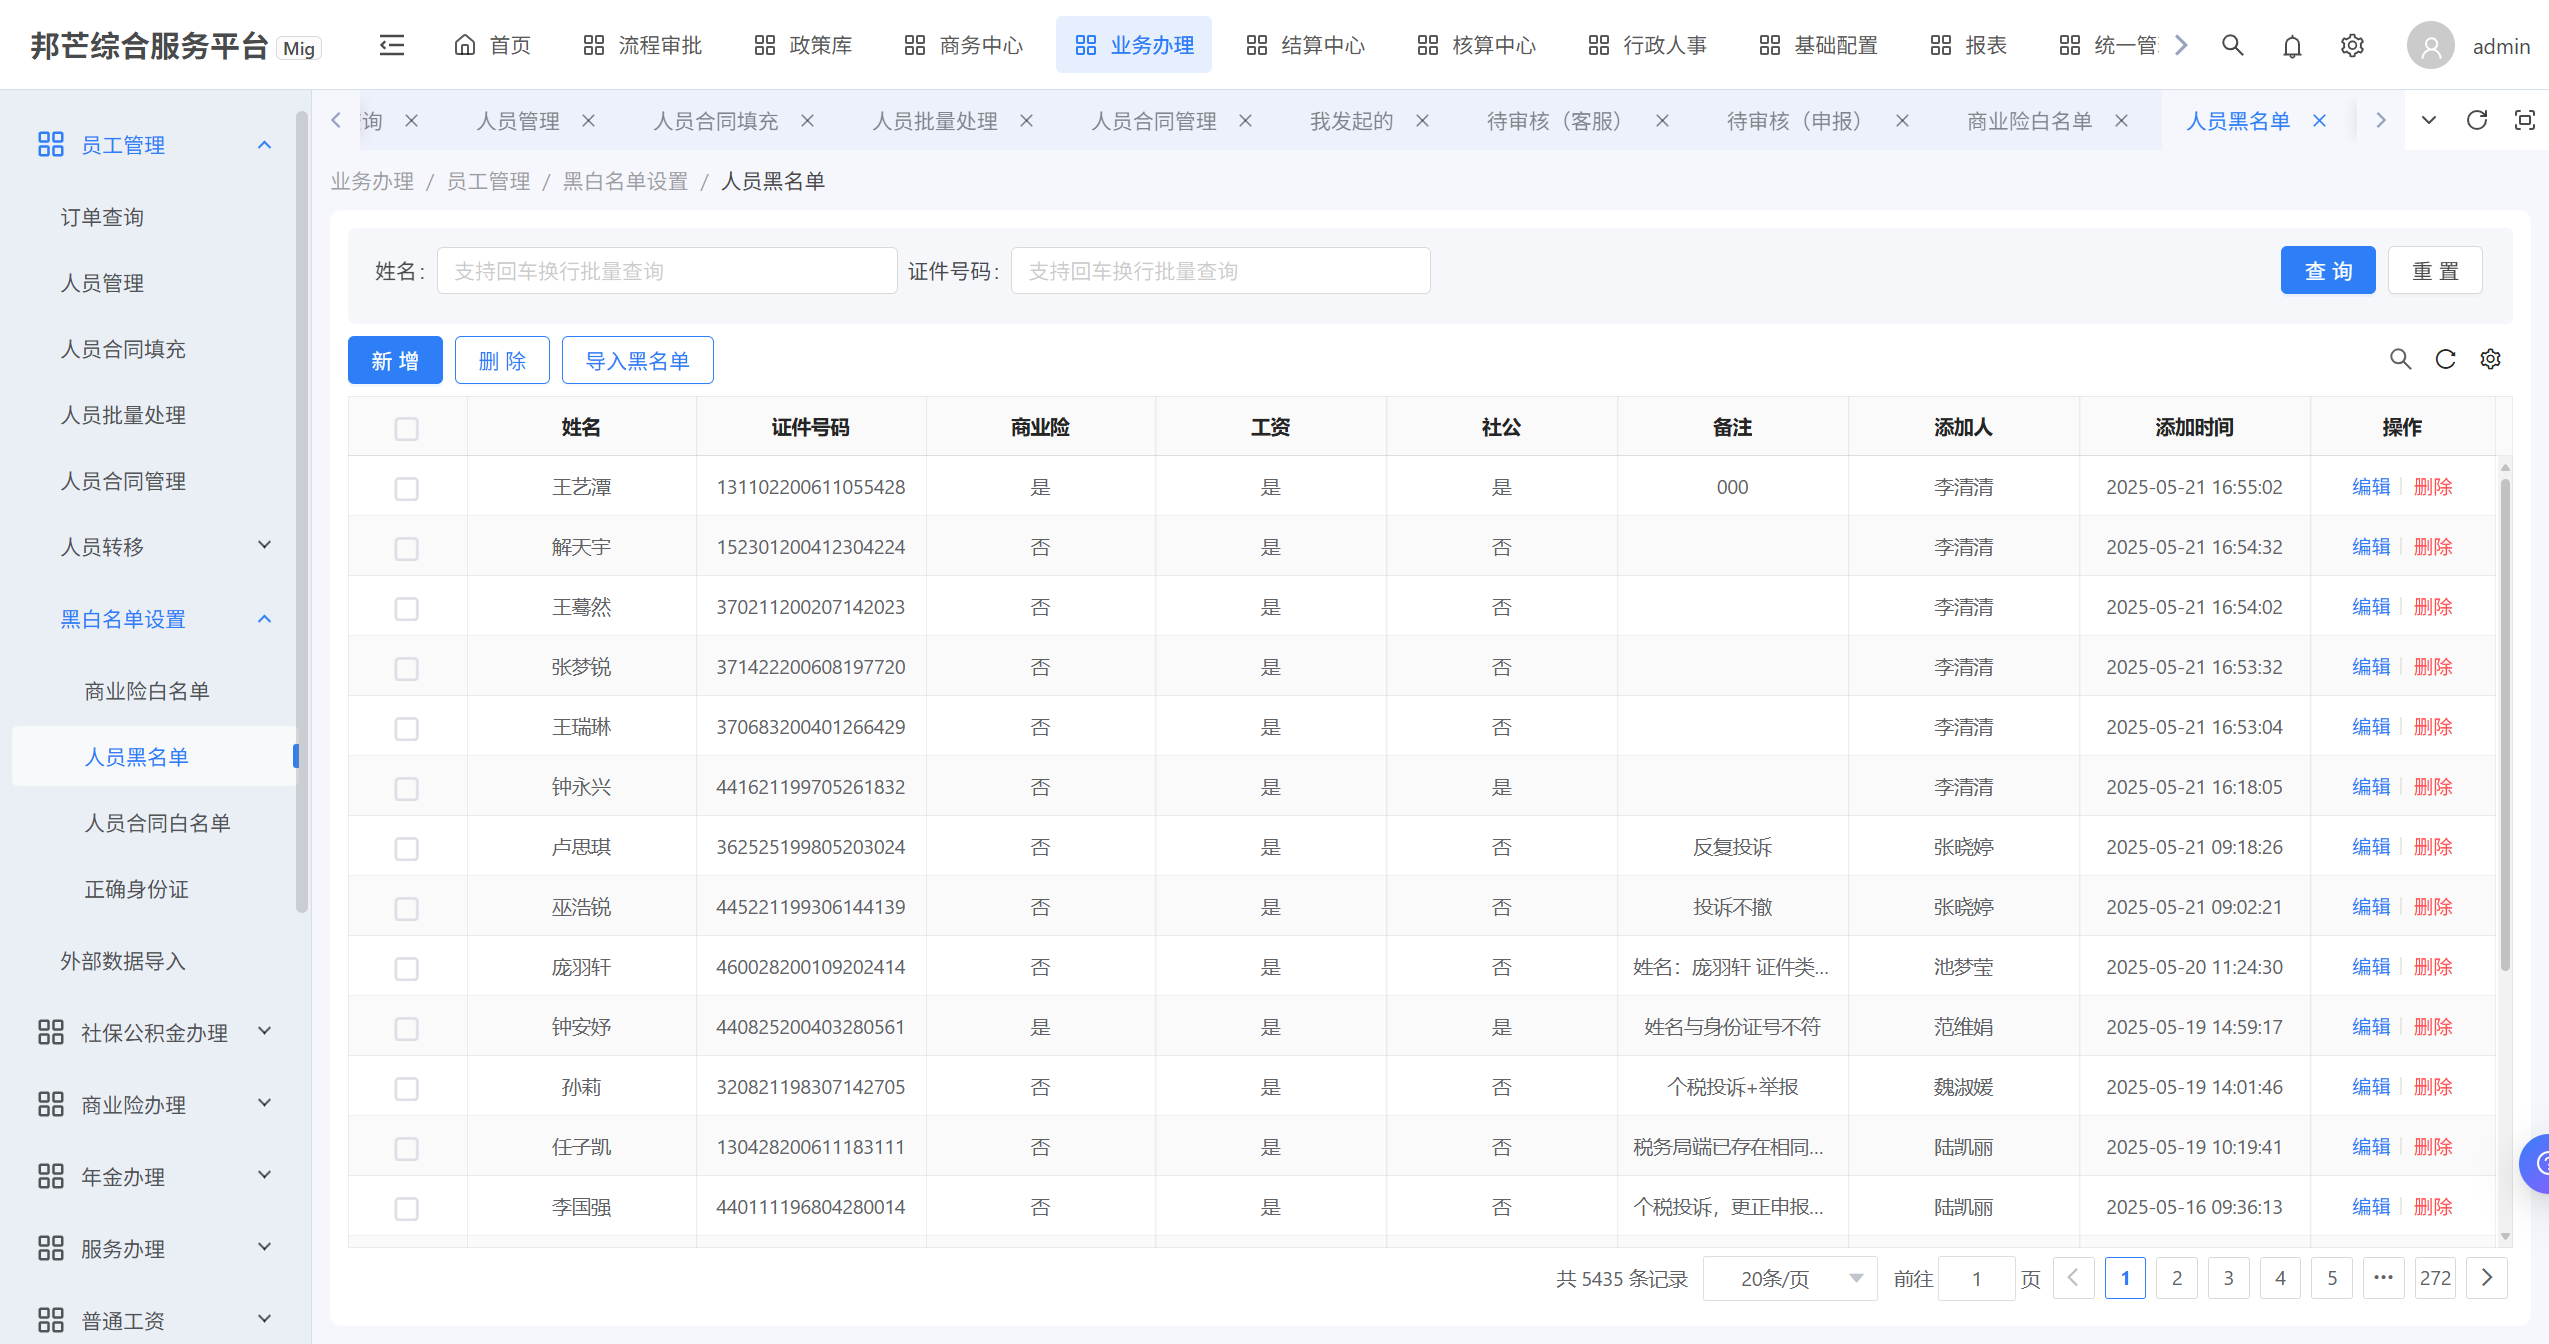 邦芒综合服务平台 Mig 首页 流程审批 政策库 商务中心 业务办理 结算中心 核算中心 行政人事 基础配置 报表 统一管 admin
询 人员管理 人员合同填充 人员批量处理 人员合同管理 我发起的 待审核（客服） 待审核（申报） 商业险白名单 人员黑名单
业务办理 / 员工管理 / 黑白名单设置 / 人员黑名单
员工管理
订单查询
人员管理
人员合同填充
人员批量处理
人员合同管理
人员转移
黑白名单设置
商业险白名单
人员黑名单
人员合同白名单
正确身份证
外部数据导入
社保公积金办理
商业险办理
年金办理
服务办理
普通工资
姓名: 支持回车换行批量查询 证件号码: 支持回车换行批量查询 查 询 重 置
新 增 删 除 导入黑名单
姓名 证件号码 商业险 工资 社公 备注 添加人 添加时间 操作
王艺潭 131102200611055428 是 是 是 000 李清清 2025-05-21 16:55:02 编辑 删除
解天宇 152301200412304224 否 是 否 李清清 2025-05-21 16:54:32 编辑 删除
王蓦然 370211200207142023 否 是 否 李清清 2025-05-21 16:54:02 编辑 删除
张梦锐 371422200608197720 否 是 否 李清清 2025-05-21 16:53:32 编辑 删除
王瑞琳 370683200401266429 否 是 否 李清清 2025-05-21 16:53:04 编辑 删除
钟永兴 441621199705261832 否 是 是 李清清 2025-05-21 16:18:05 编辑 删除
卢思琪 362525199805203024 否 是 否 反复投诉 张晓婷 2025-05-21 09:18:26 编辑 删除
巫浩锐 445221199306144139 否 是 否 投诉不撤 张晓婷 2025-05-21 09:02:21 编辑 删除
庞羽轩 460028200109202414 否 是 否 姓名：庞羽轩 证件类... 池梦莹 2025-05-20 11:24:30 编辑 删除
钟安妤 440825200403280561 是 是 是 姓名与身份证号不符 范维娟 2025-05-19 14:59:17 编辑 删除
孙莉 320821198307142705 否 是 否 个税投诉+举报 魏淑媛 2025-05-19 14:01:46 编辑 删除
任子凯 130428200611183111 否 是 否 税务局端已存在相同... 陆凯丽 2025-05-19 10:19:41 编辑 删除
李国强 440111196804280014 否 是 否 个税投诉，更正申报... 陆凯丽 2025-05-16 09:36:13 编辑 删除
共 5435 条记录 20条/页 前往 1 页 1 2 3 4 5 ••• 272